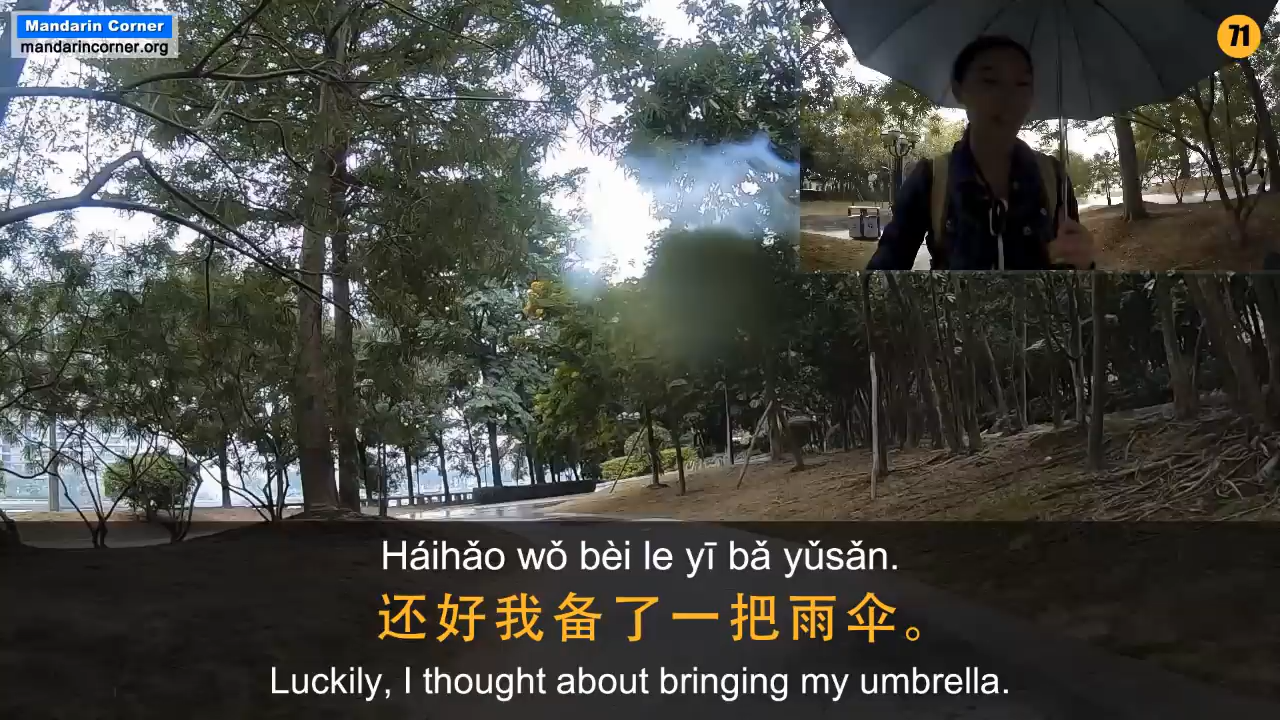 Mandarin Corner
mandarincorner.org
71
Háihǎo wǒ bèi le yī bǎ yǔsǎn.
还好我备了一把雨伞。
Luckily, I thought about bringing my umbrella.